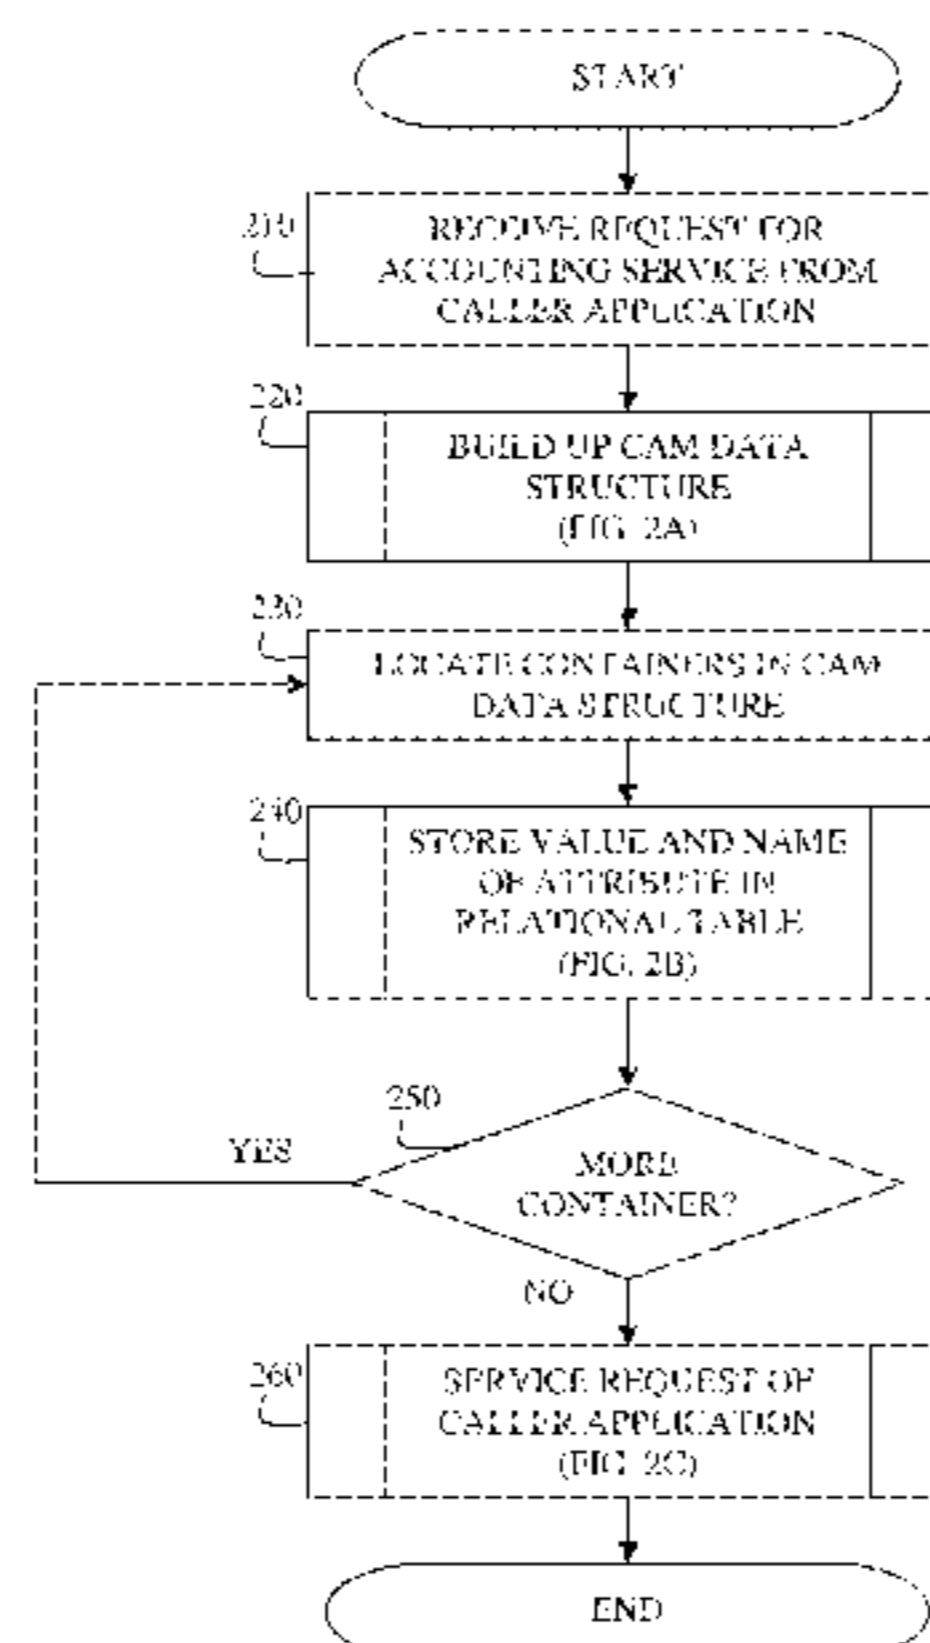 START
210
RECEIVE REQUEST FOR
ACCOUNTING SERVICE FROM
CALLER APPLICATION
220
BUILD UP CAM DATA
STRUCTURE
(FIG. 2A)
230
LOCATE CONTAINERS IN CAM
DATA STRUCTURE
240
STORE VALUE AND NAME
OF ATTRIBUTE IN
RELATIONAL TABLE
(FIG. 2B)
250
YES
MORE
CONTAINER?
NO
260
SERVICE REQUEST OF
CALLER APPLICATION
(FIG. 2C)
END